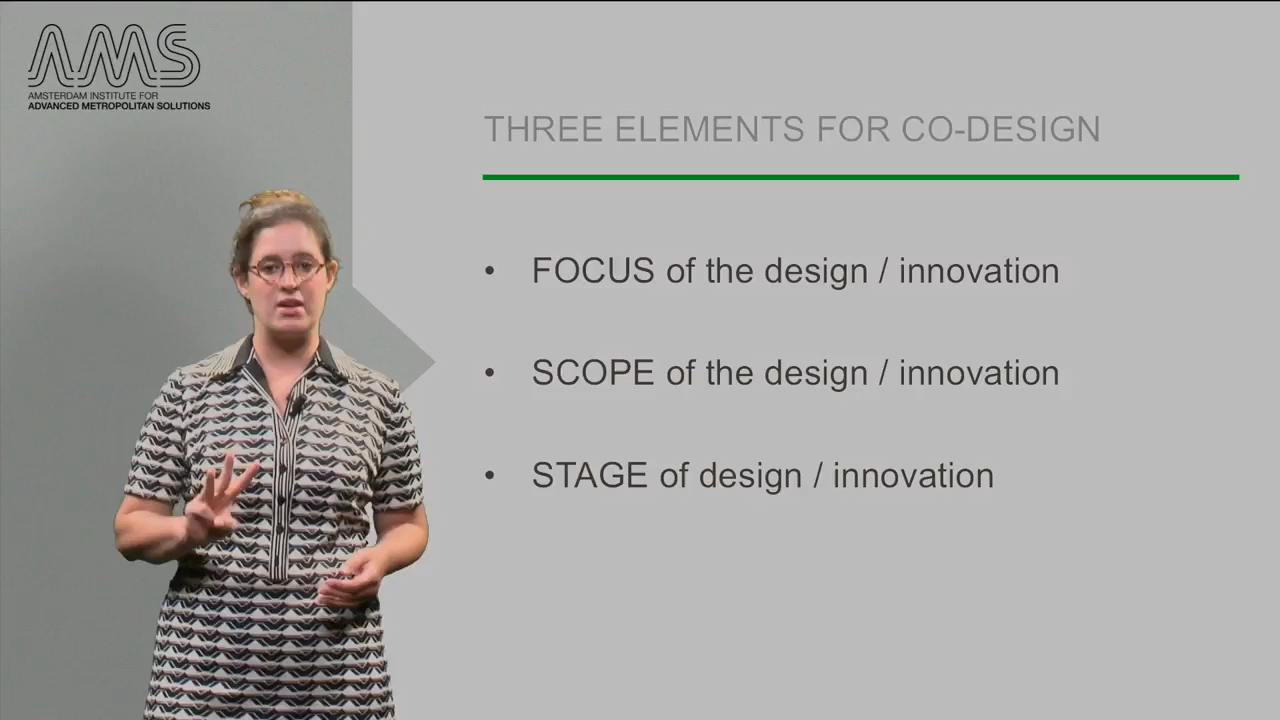 AMS
AMSTERDAM INSTITUTE FOR
ADVANCED METROPOLITAN SOLUTIONS
THREE ELEMENTS FOR CO-DESIGN
• FOCUS of the design / innovation
• SCOPE of the design / innovation
• STAGE of design / innovation